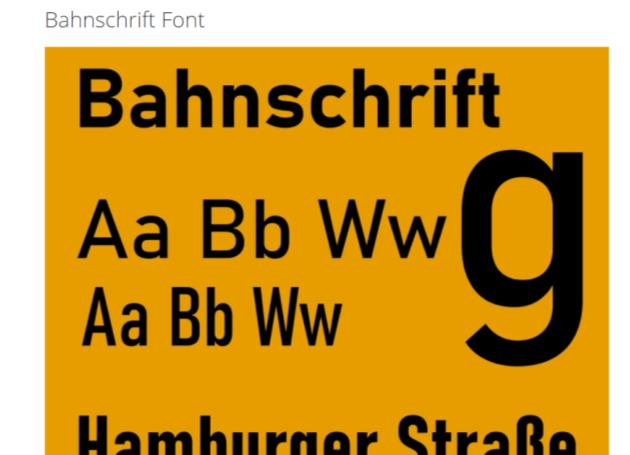 Bahnschrift Font
Bahnschrift
g
Aa Bb Ww
Aa Bb Ww
Hamburger Straße